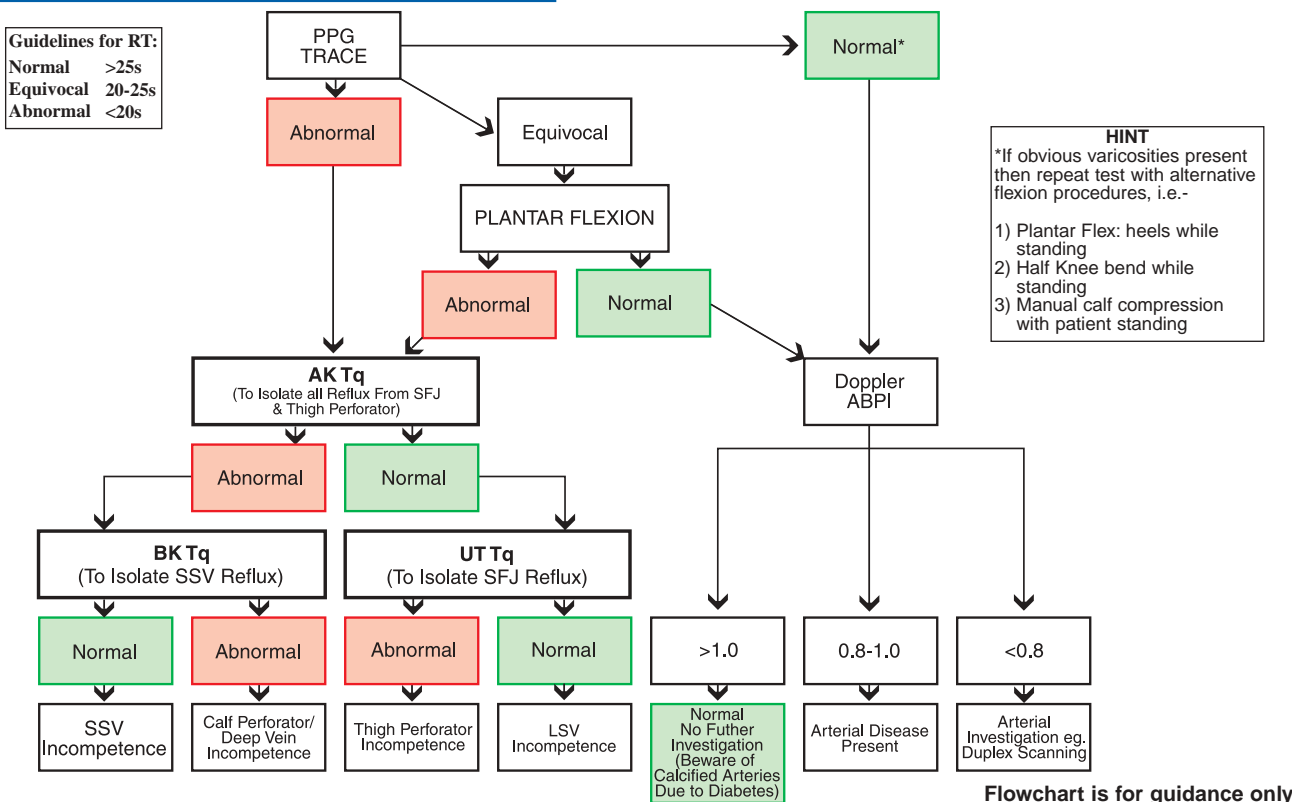 Guidelines for RT:
Normal >25s
Equivocal 20-25s
Abnormal <20s
PPG
TRACE
Normal*
Abnormal
Equivocal
HINT
*If obvious varicosities present
then repeat test with alternative
flexion procedures, i.e.-
1) Plantar Flex: heels while
standing
2) Half Knee bend while
standing
3) Manual calf compression
with patient standing
PLANTAR FLEXION
Abnormal
Normal
AK Tq
(To Isolate all Reflux From SFJ
& Thigh Perforator)
Doppler
ABPI
Abnormal
Normal
BK Tq
(To Isolate SSV Reflux)
UT Tq
(To Isolate SFJ Reflux)
Normal
Abnormal
Abnormal
Normal
>1.0
0.8-1.0
<0.8
SSV
Incompetence
Calf Perforator/
Deep Vein
Incompetence
Thigh Perforator
Incompetence
LSV
Incompetence
Normal
No Futher
Investigation
(Beware of
Calcified Arteries
Due to Diabetes)
Arterial Disease
Present
Arterial
Investigation eg.
Duplex Scanning
Flowchart is for guidance only